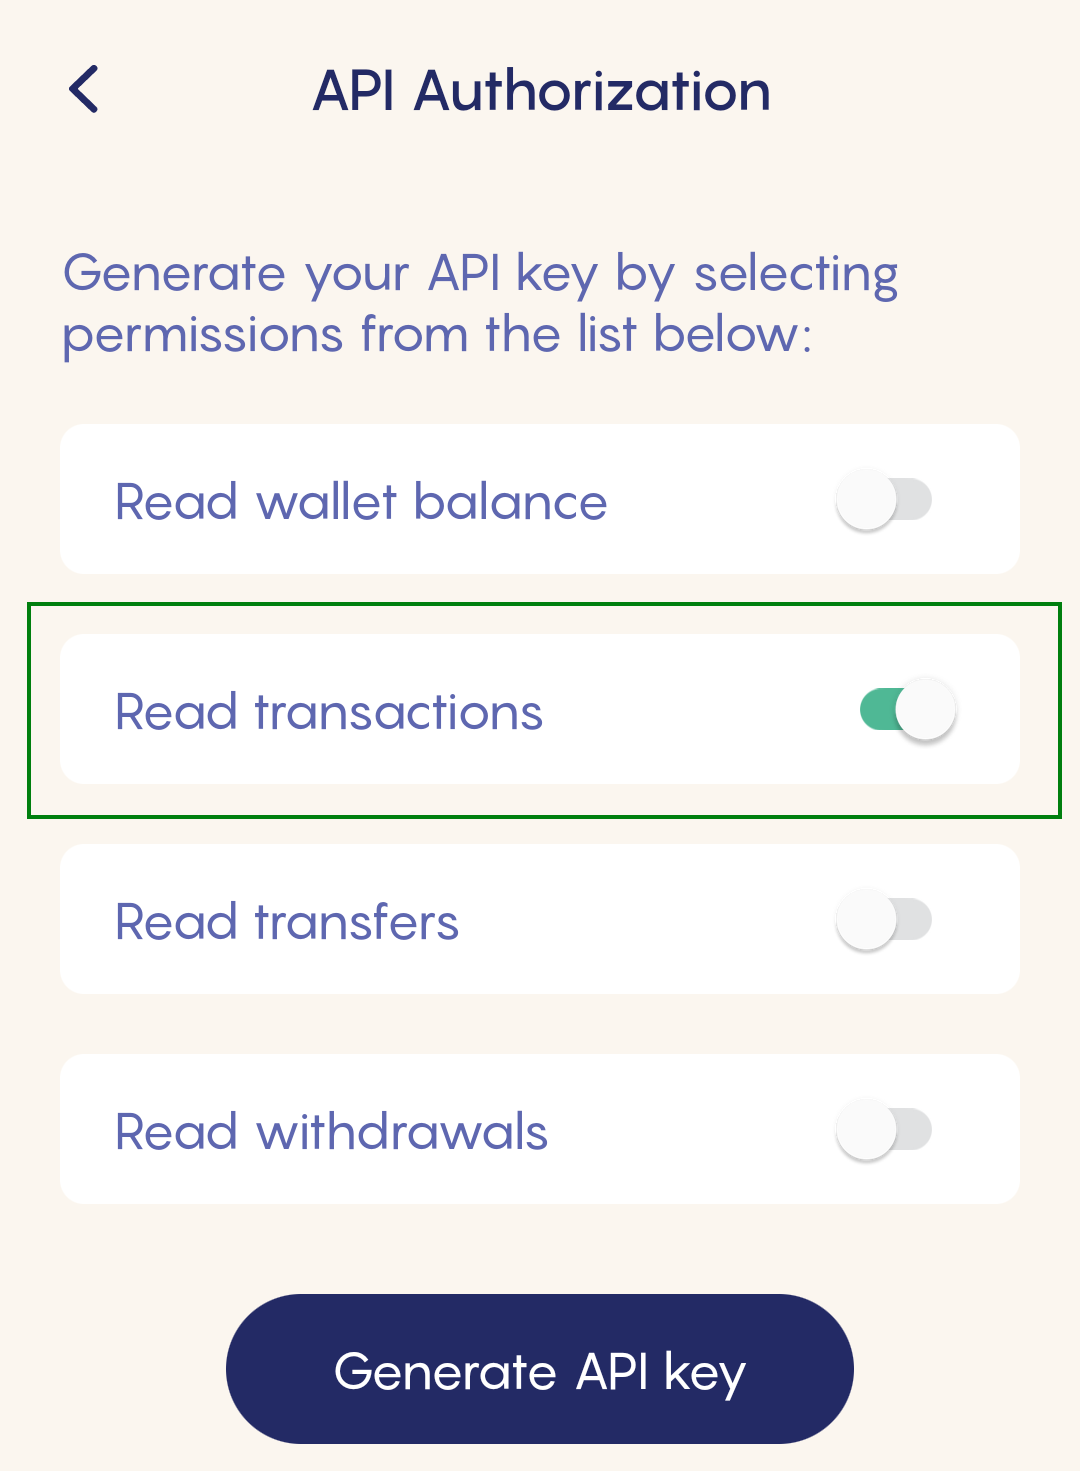 API Authorization
Generate your API key by selecting
permissions from the list below:
Read wallet balance
Read transactions
Read transfers
Read withdrawals
Generate API key